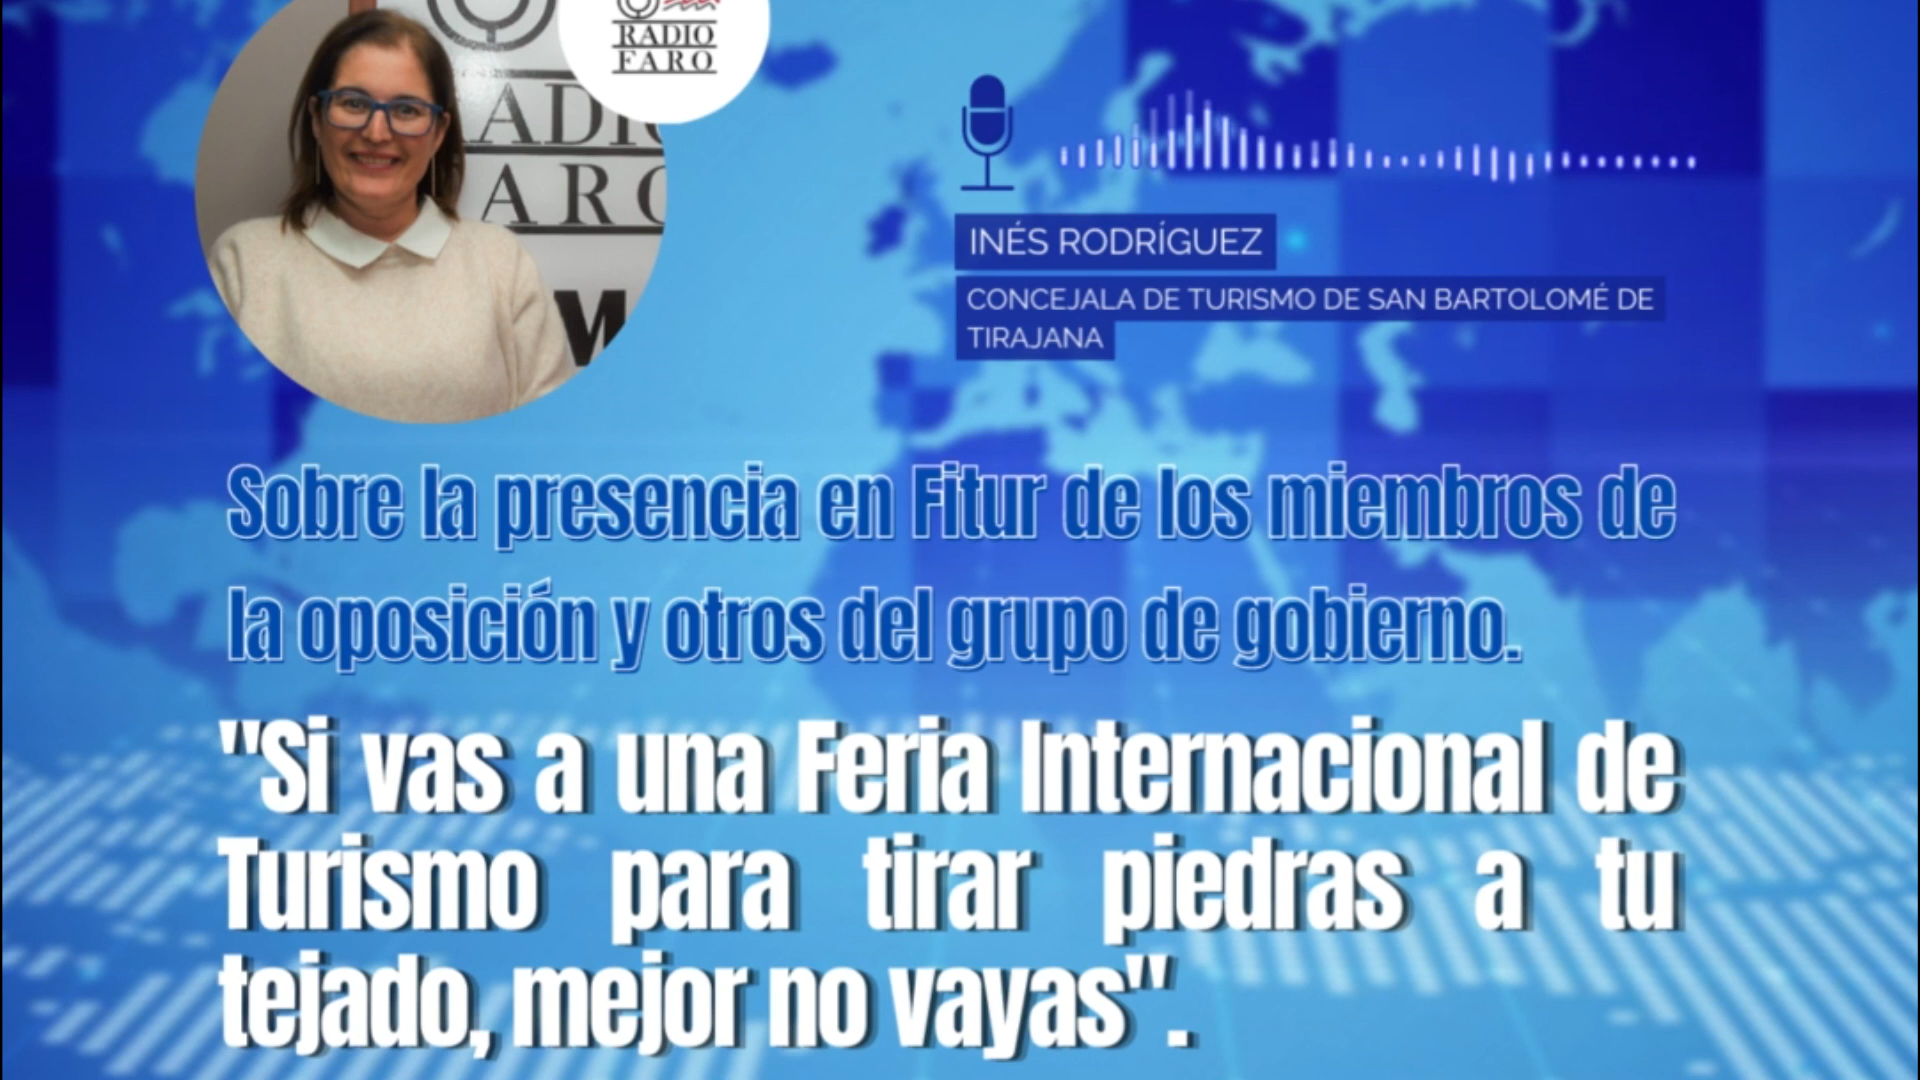 RADIO
FARO
RADIO
FARO
INÉS RODRÍGUEZ
CONCEJALA DE TURISMO DE SAN BARTOLOMÉ DE
TIRAJANA
Sobre la presencia en Fitur de los miembros de
la oposición y otros del grupo de gobierno.
"Si vas a una Feria Internacional de
Turismo para tirar piedras a tu
tejado, mejor no vayas".